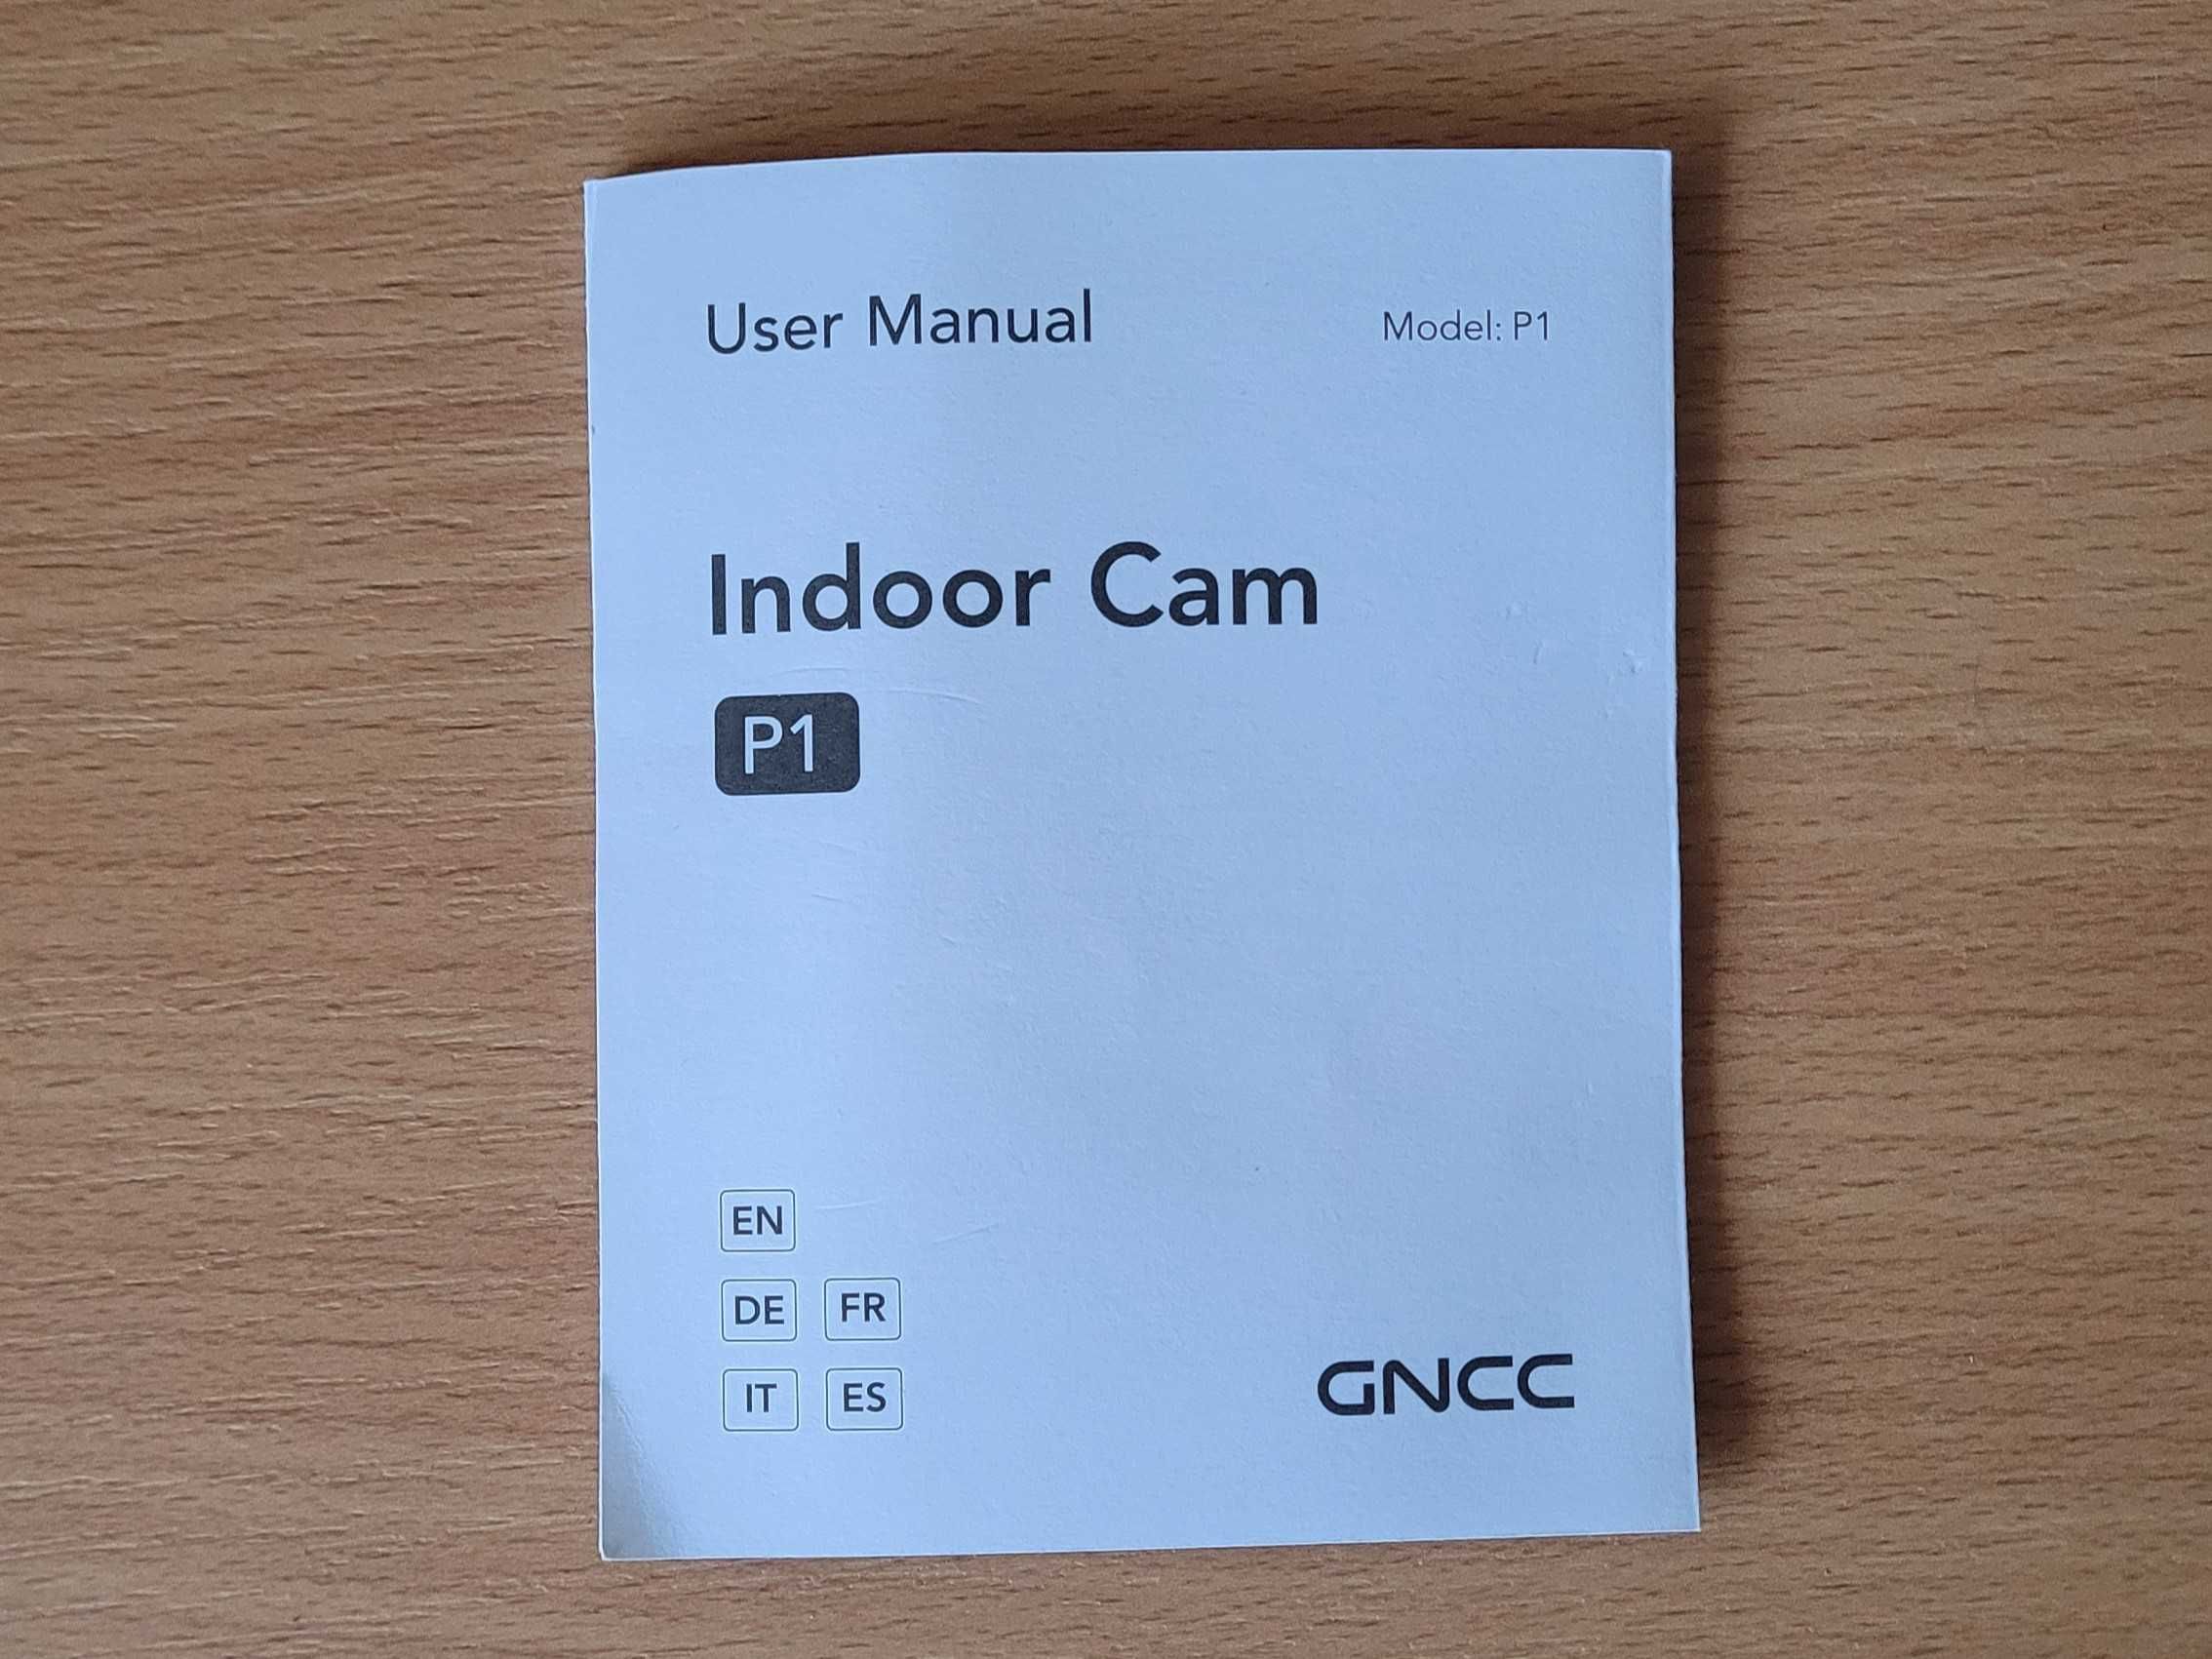 User Manual Model: P1
Indoor Cam
P1
EN
DE FR
IT ES
GNCC